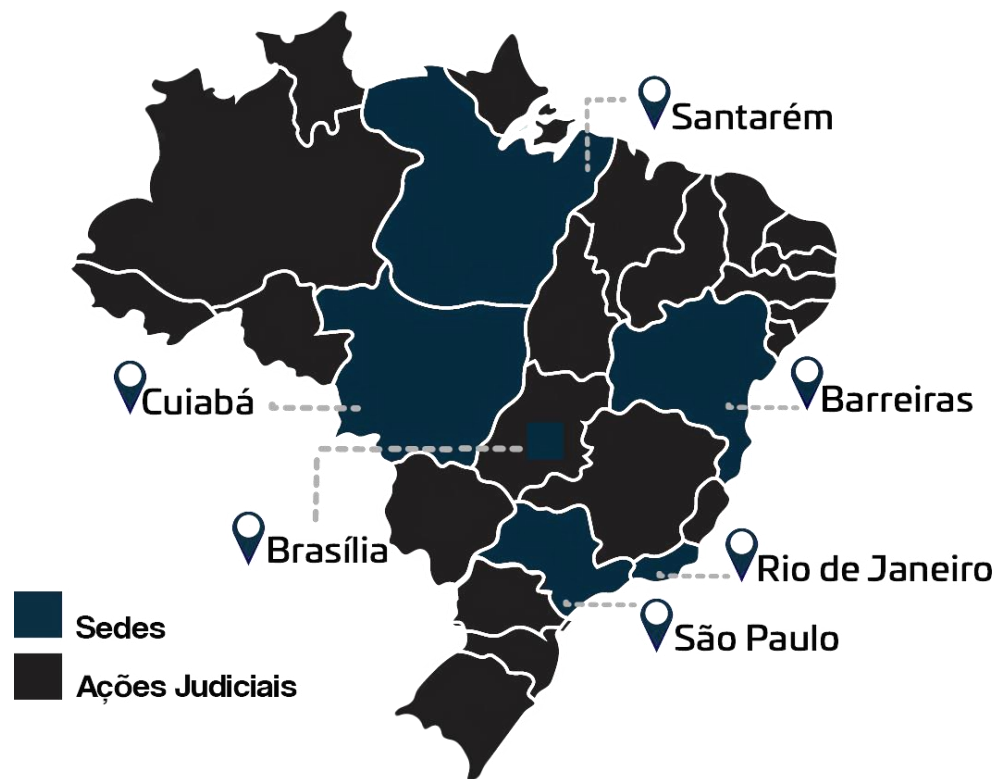 Santarém
Cuiabá
Barreiras
Brasília
Rio de Janeiro
São Paulo
Sedes
Ações Judiciais